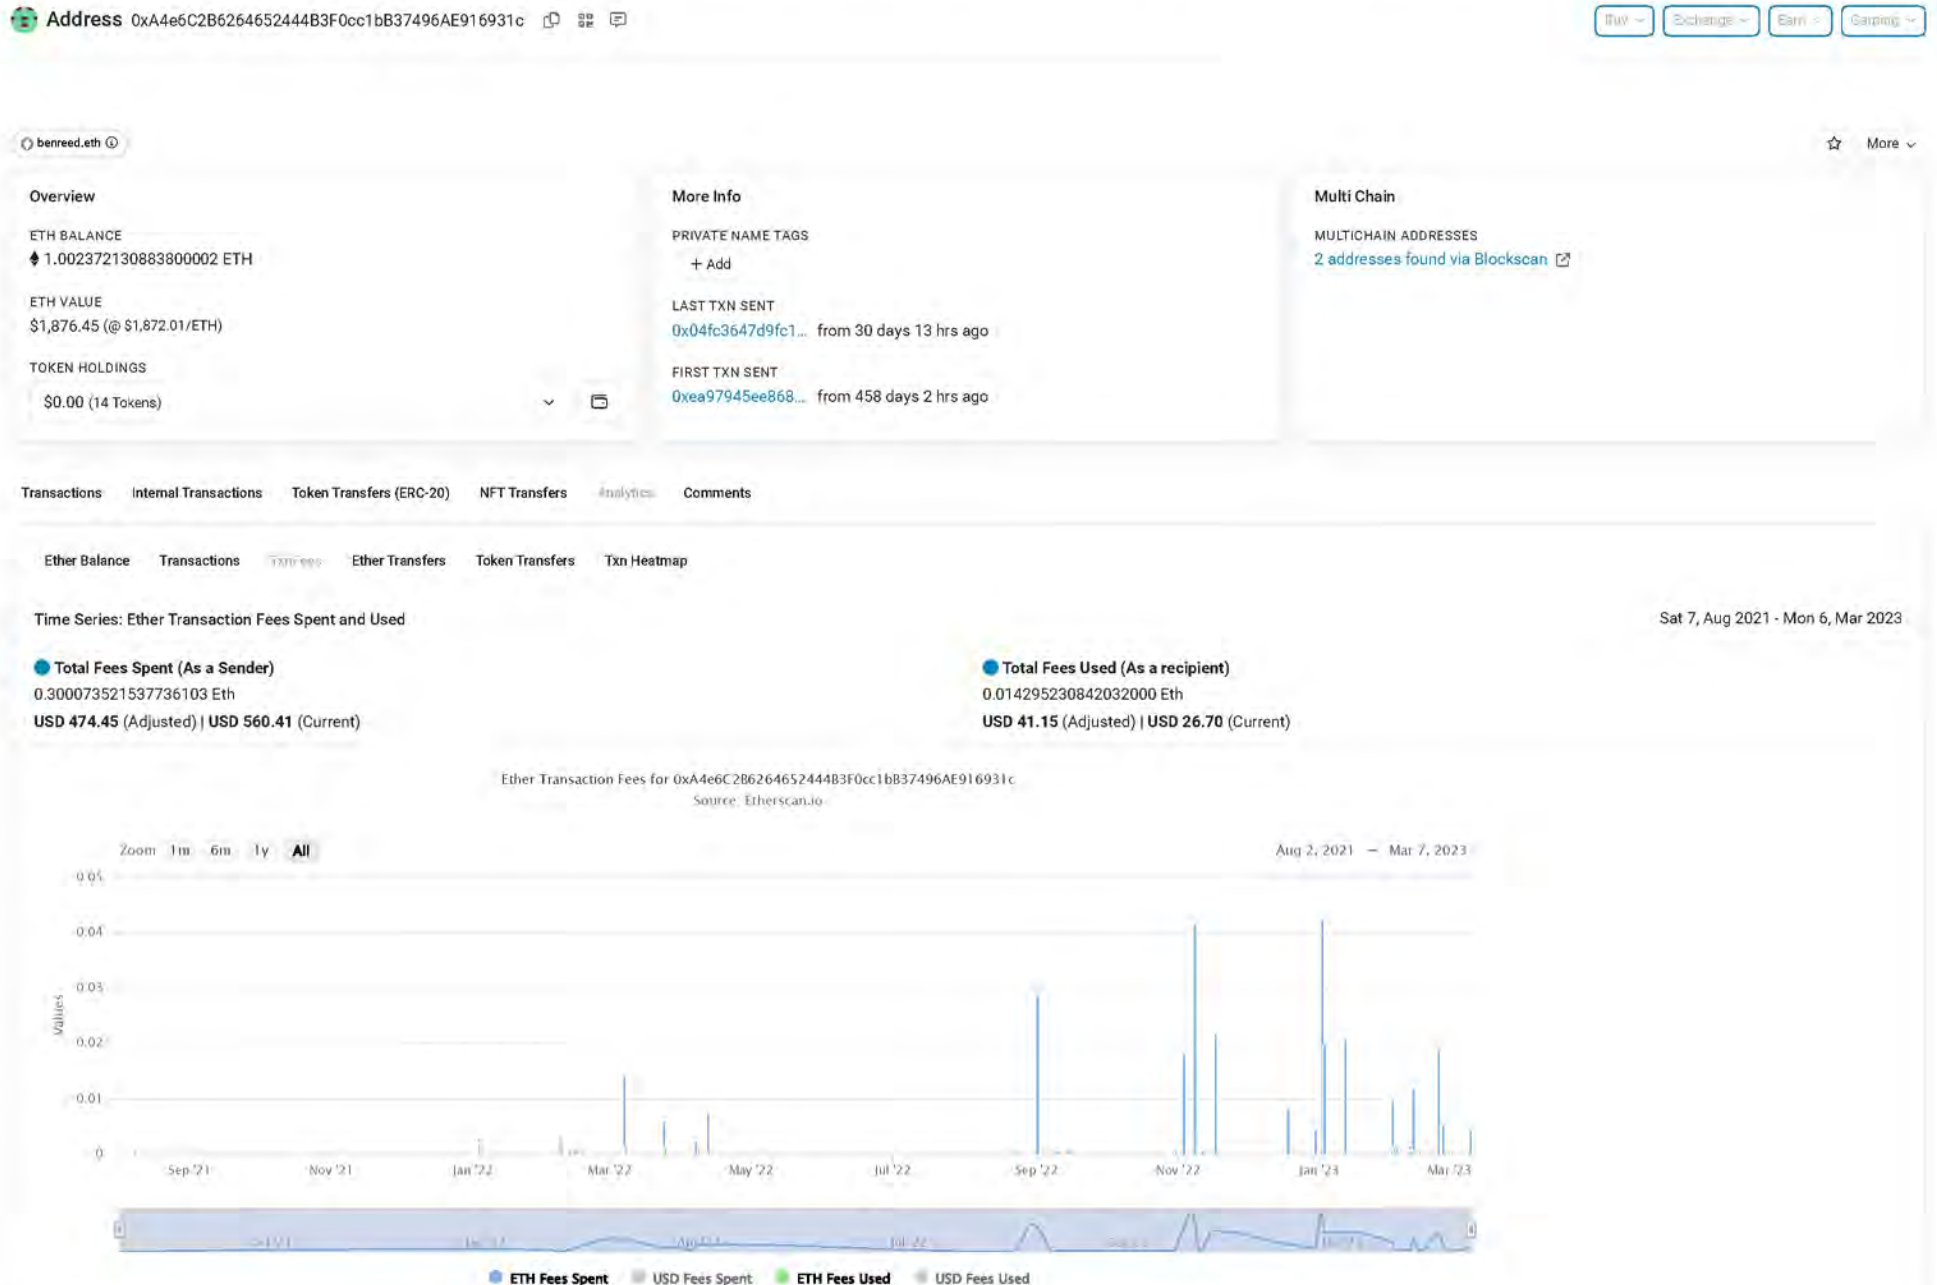 Address 0xA4e6C2B6264652444B3F0cc1bB37496AE916931c
Buy Exchange Earn Gaming
benreed.eth
More
Overview
ETH BALANCE
1.002372130883800002 ETH
ETH VALUE
$1,876.45 (@ $1,872.01/ETH)
TOKEN HOLDINGS
$0.00 (14 Tokens)
More Info
PRIVATE NAME TAGS
+ Add
LAST TXN SENT
0x04fc3647d9fc1... from 30 days 13 hrs ago
FIRST TXN SENT
0xea97945ee868... from 458 days 2 hrs ago
Multi Chain
MULTICHAIN ADDRESSES
2 addresses found via Blockscan
Transactions Internal Transactions Token Transfers (ERC-20) NFT Transfers Analytics Comments
Ether Balance Transactions TxnFees Ether Transfers Token Transfers Txn Heatmap
Time Series: Ether Transaction Fees Spent and Used
Sat 7, Aug 2021 - Mon 6, Mar 2023
Total Fees Spent (As a Sender)
0.300073521537736103 Eth
USD 474.45 (Adjusted) | USD 560.41 (Current)
Total Fees Used (As a recipient)
0.014295230842032000 Eth
USD 41.15 (Adjusted) | USD 26.70 (Current)
Ether Transaction Fees for 0xA4e6C2B6264652444B3F0cc1bB37496AE916931c
Source: Etherscan.io
Zoom 1m 6m 1y All
Aug 2, 2021 – Mar 7, 2023
0.05
0.04
0.03
0.02
0.01
0
Values
Sep '21 Nov '21 Jan '22 Mar '22 May '22 Jul '22 Sep '22 Nov '22 Jan '23 Mar '23
Jul '22
ETH Fees Spent USD Fees Spent ETH Fees Used USD Fees Used